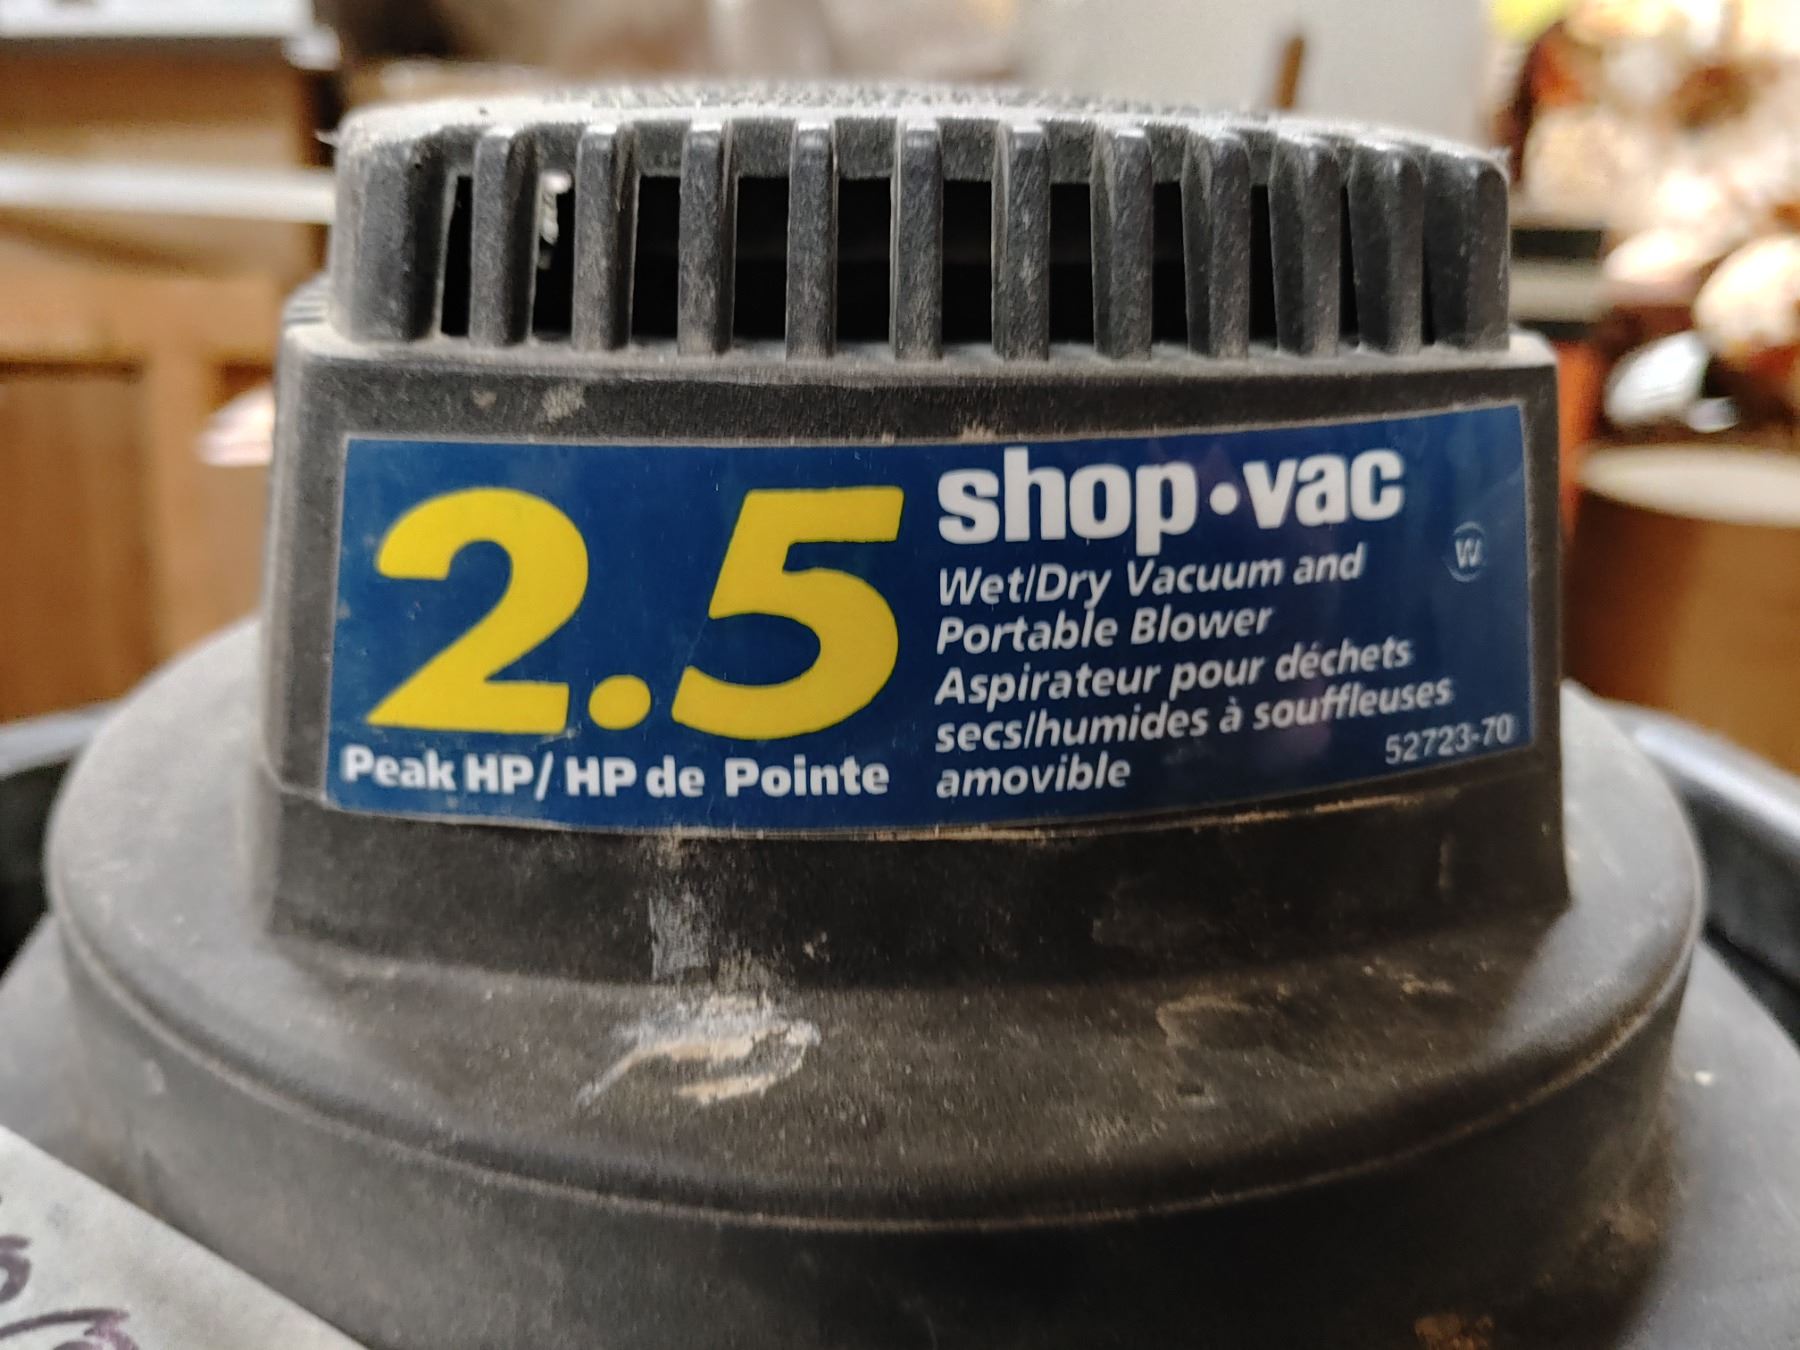 2.5
Peak HP/HP de Pointe
shop·vac
Wet/Dry Vacuum and
Portable Blower
Aspirateur pour déchets
secs/humides à souffleuses
amovible
W
52723-70